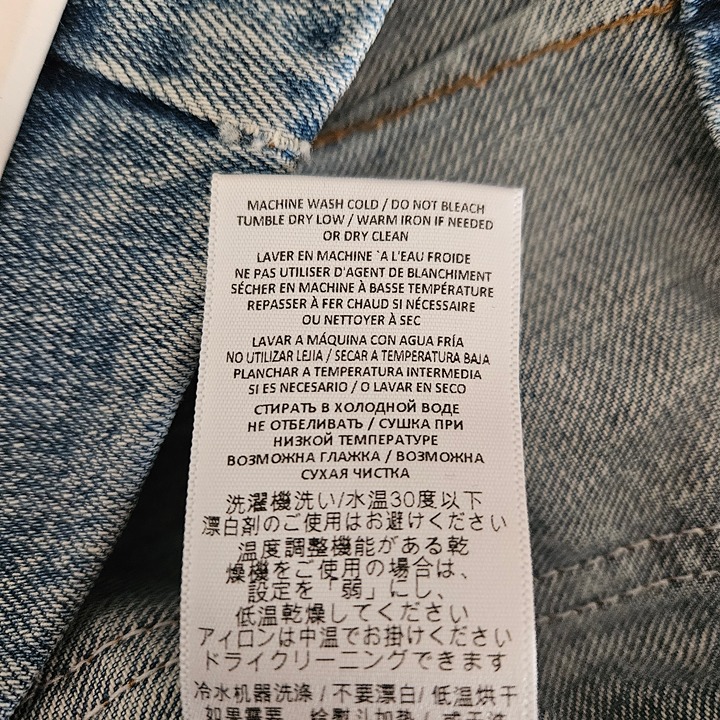 MACHINE WASH COLD / DO NOT BLEACH
TUMBLE DRY LOW / WARM IRON IF NEEDED
OR DRY CLEAN
LAVER EN MACHINE `A L'EAU FROIDE
NE PAS UTILISER D'AGENT DE BLANCHIMENT
SÉCHER EN MACHINE À BASSE TEMPÉRATURE
REPASSER À FER CHAUD SI NÉCESSAIRE
OU NETTOYER À SEC
LAVAR A MÁQUINA CON AGUA FRÍA
NO UTILIZAR LEJIA / SECAR A TEMPERATURA BAJA
PLANCHAR A TEMPERATURA INTERMEDIA
SI ES NECESARIO / O LAVAR EN SECO
СТИРАТЬ В ХОЛОДНОЙ ВОДЕ
НЕ ОТБЕЛИВАТЬ / СУШКА ПРИ
НИЗКОЙ ТЕМПЕРАТУРЕ
ВОЗМОЖНА ГЛАЖКА / ВОЗМОЖНА
СУХАЯ ЧИСТКА
洗濯機洗い/水温30度以下
漂白剤のご使用はお避けください
温度調整機能がある乾
燥機をご使用の場合は、
設定を「弱」にし、
低温乾燥してください
アイロンは中温でお掛けください
ドライクリーニングできます
冷水机器洗涤 / 不要漂白/ 低温烘干
如果需要